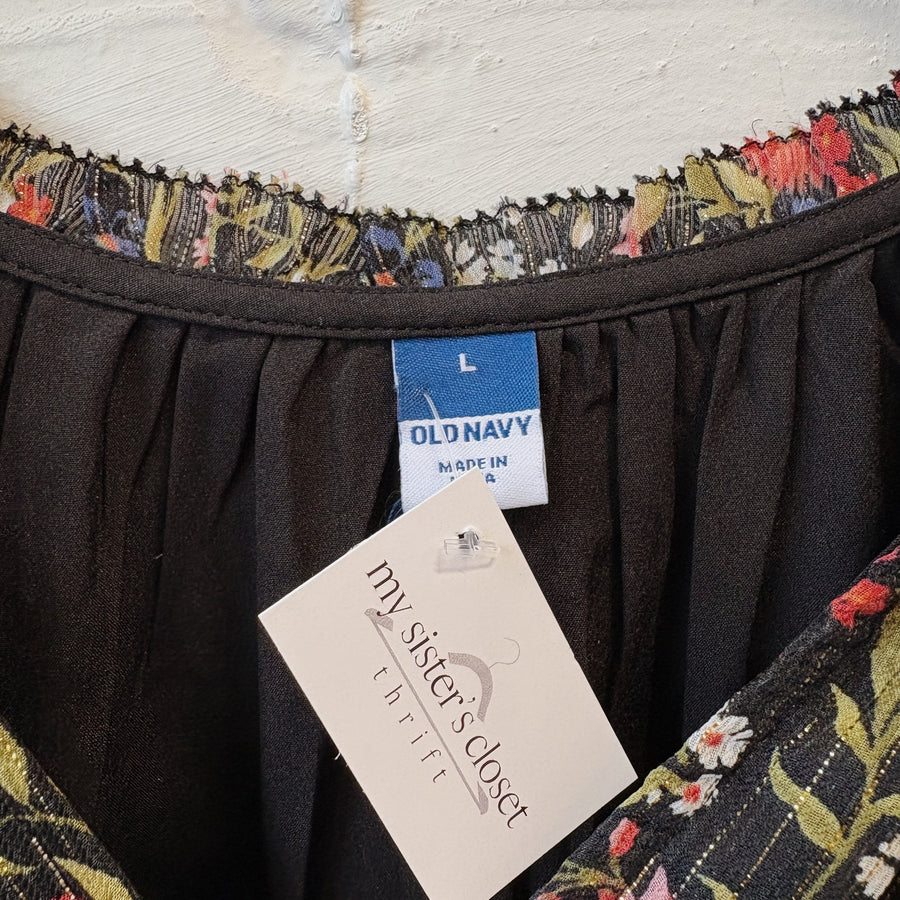 L
OLD NAVY
MADE IN
my sister's closet
thrift